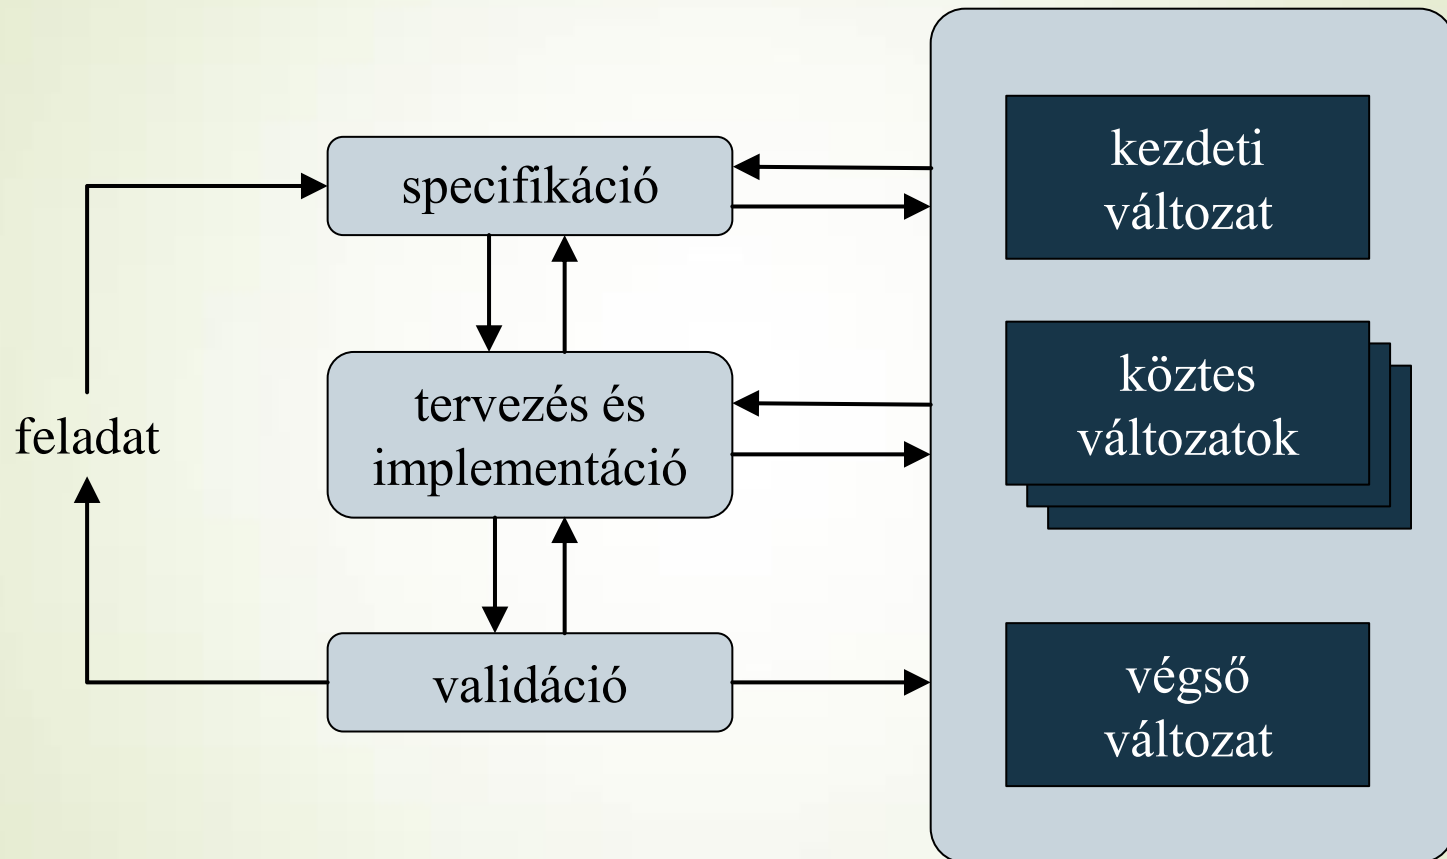 feladat
specifikáció
tervezés és
implementáció
validáció
kezdeti
változat
köztes
változatok
végső
változat